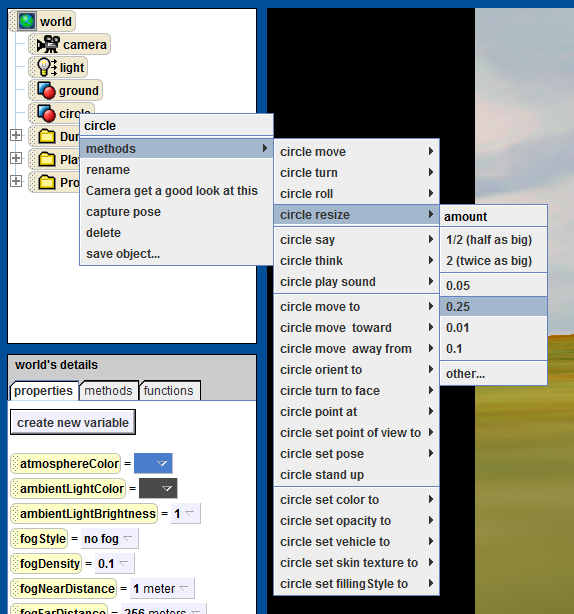 world
camera
light
ground
circle
Dur
Play
Pro
circle
methods
rename
Camera get a good look at this
capture pose
delete
save object...
circle move
circle turn
circle roll
circle resize
circle say
circle think
circle play sound
circle move to
circle move toward
circle move away from
circle orient to
circle turn to face
circle point at
circle set point of view to
circle set pose
circle stand up
circle set color to
circle set opacity to
circle set vehicle to
circle set skin texture to
circle set fillingStyle to
amount
1/2 (half as big)
2 (twice as big)
0.05
0.25
0.01
0.1
other...
world's details
properties methods functions
create new variable
atmosphereColor =
ambientLightColor =
ambientLightBrightness = 1
fogStyle = no fog
fogDensity = 0.1
fogNearDistance = 1 meter
fogFarDistance = 256 meters